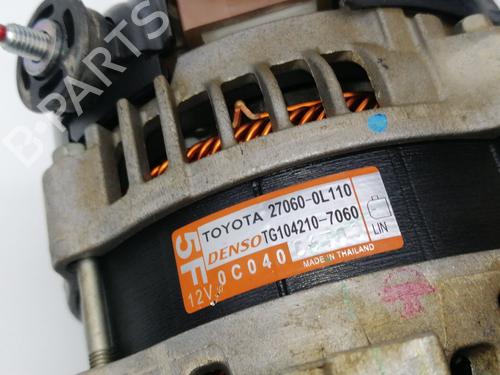 B-PARTS
5F
TOYOTA 27060-0L110
DENSO TG104210-7060
0C040
LIN
12V
MADE IN THAILAND